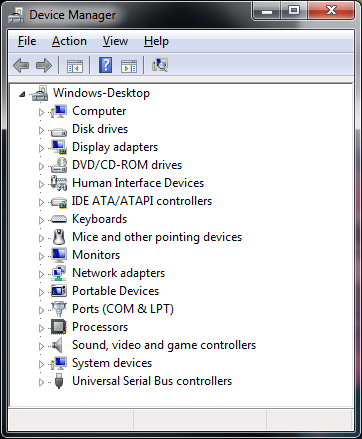 Device Manager
File Action View Help
Windows-Desktop
Computer
Disk drives
Display adapters
DVD/CD-ROM drives
Human Interface Devices
IDE ATA/ATAPI controllers
Keyboards
Mice and other pointing devices
Monitors
Network adapters
Portable Devices
Ports (COM & LPT)
Processors
Sound, video and game controllers
System devices
Universal Serial Bus controllers